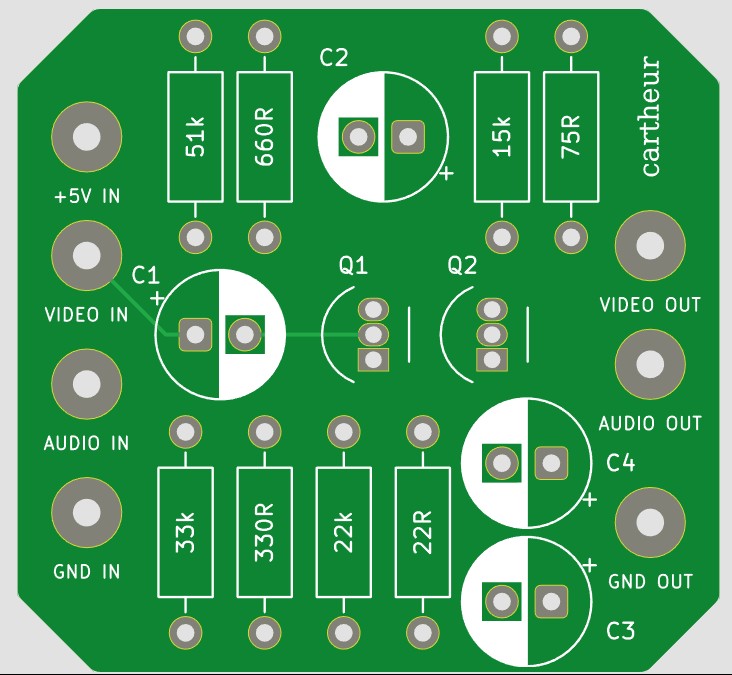 C2
cartheur
51k
660R
15k
75R
+
+5V IN
C1
+
Q1
Q2
VIDEO IN
VIDEO OUT
AUDIO IN
AUDIO OUT
C4
+
33k
330R
22k
22R
+
GND IN
GND OUT
C3